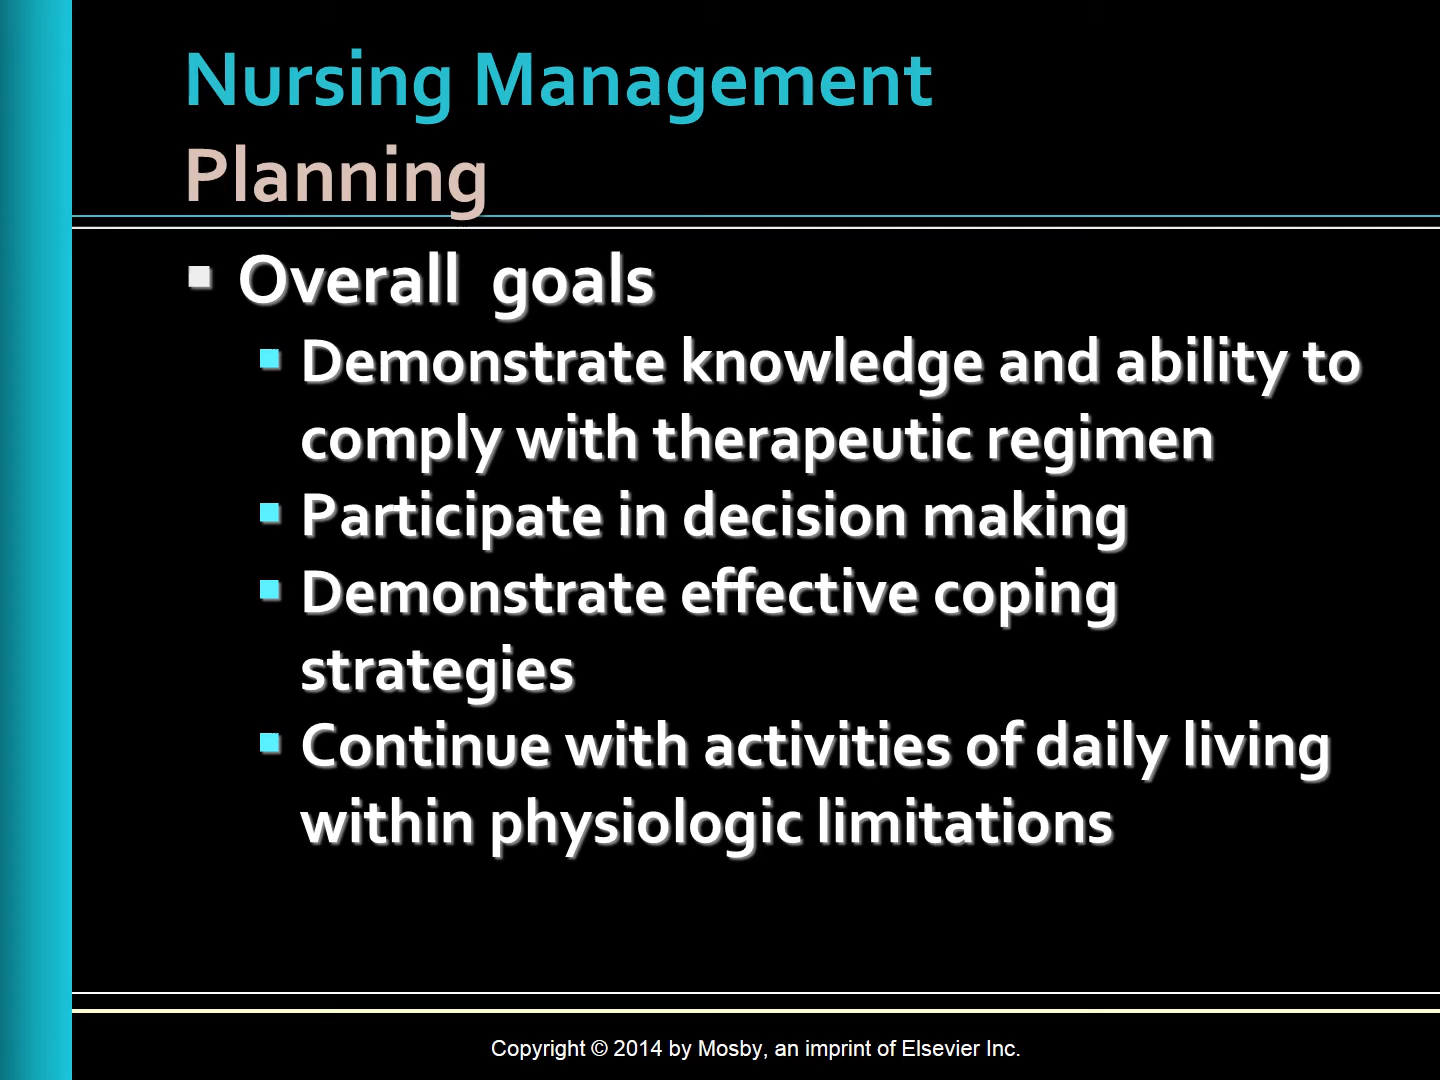 Nursing Management
Planning
Overall goals
Demonstrate knowledge and ability to
comply with therapeutic regimen
Participate in decision making
Demonstrate effective coping
strategies
Continue with activities of daily living
within physiologic limitations
Copyright © 2014 by Mosby, an imprint of Elsevier Inc.